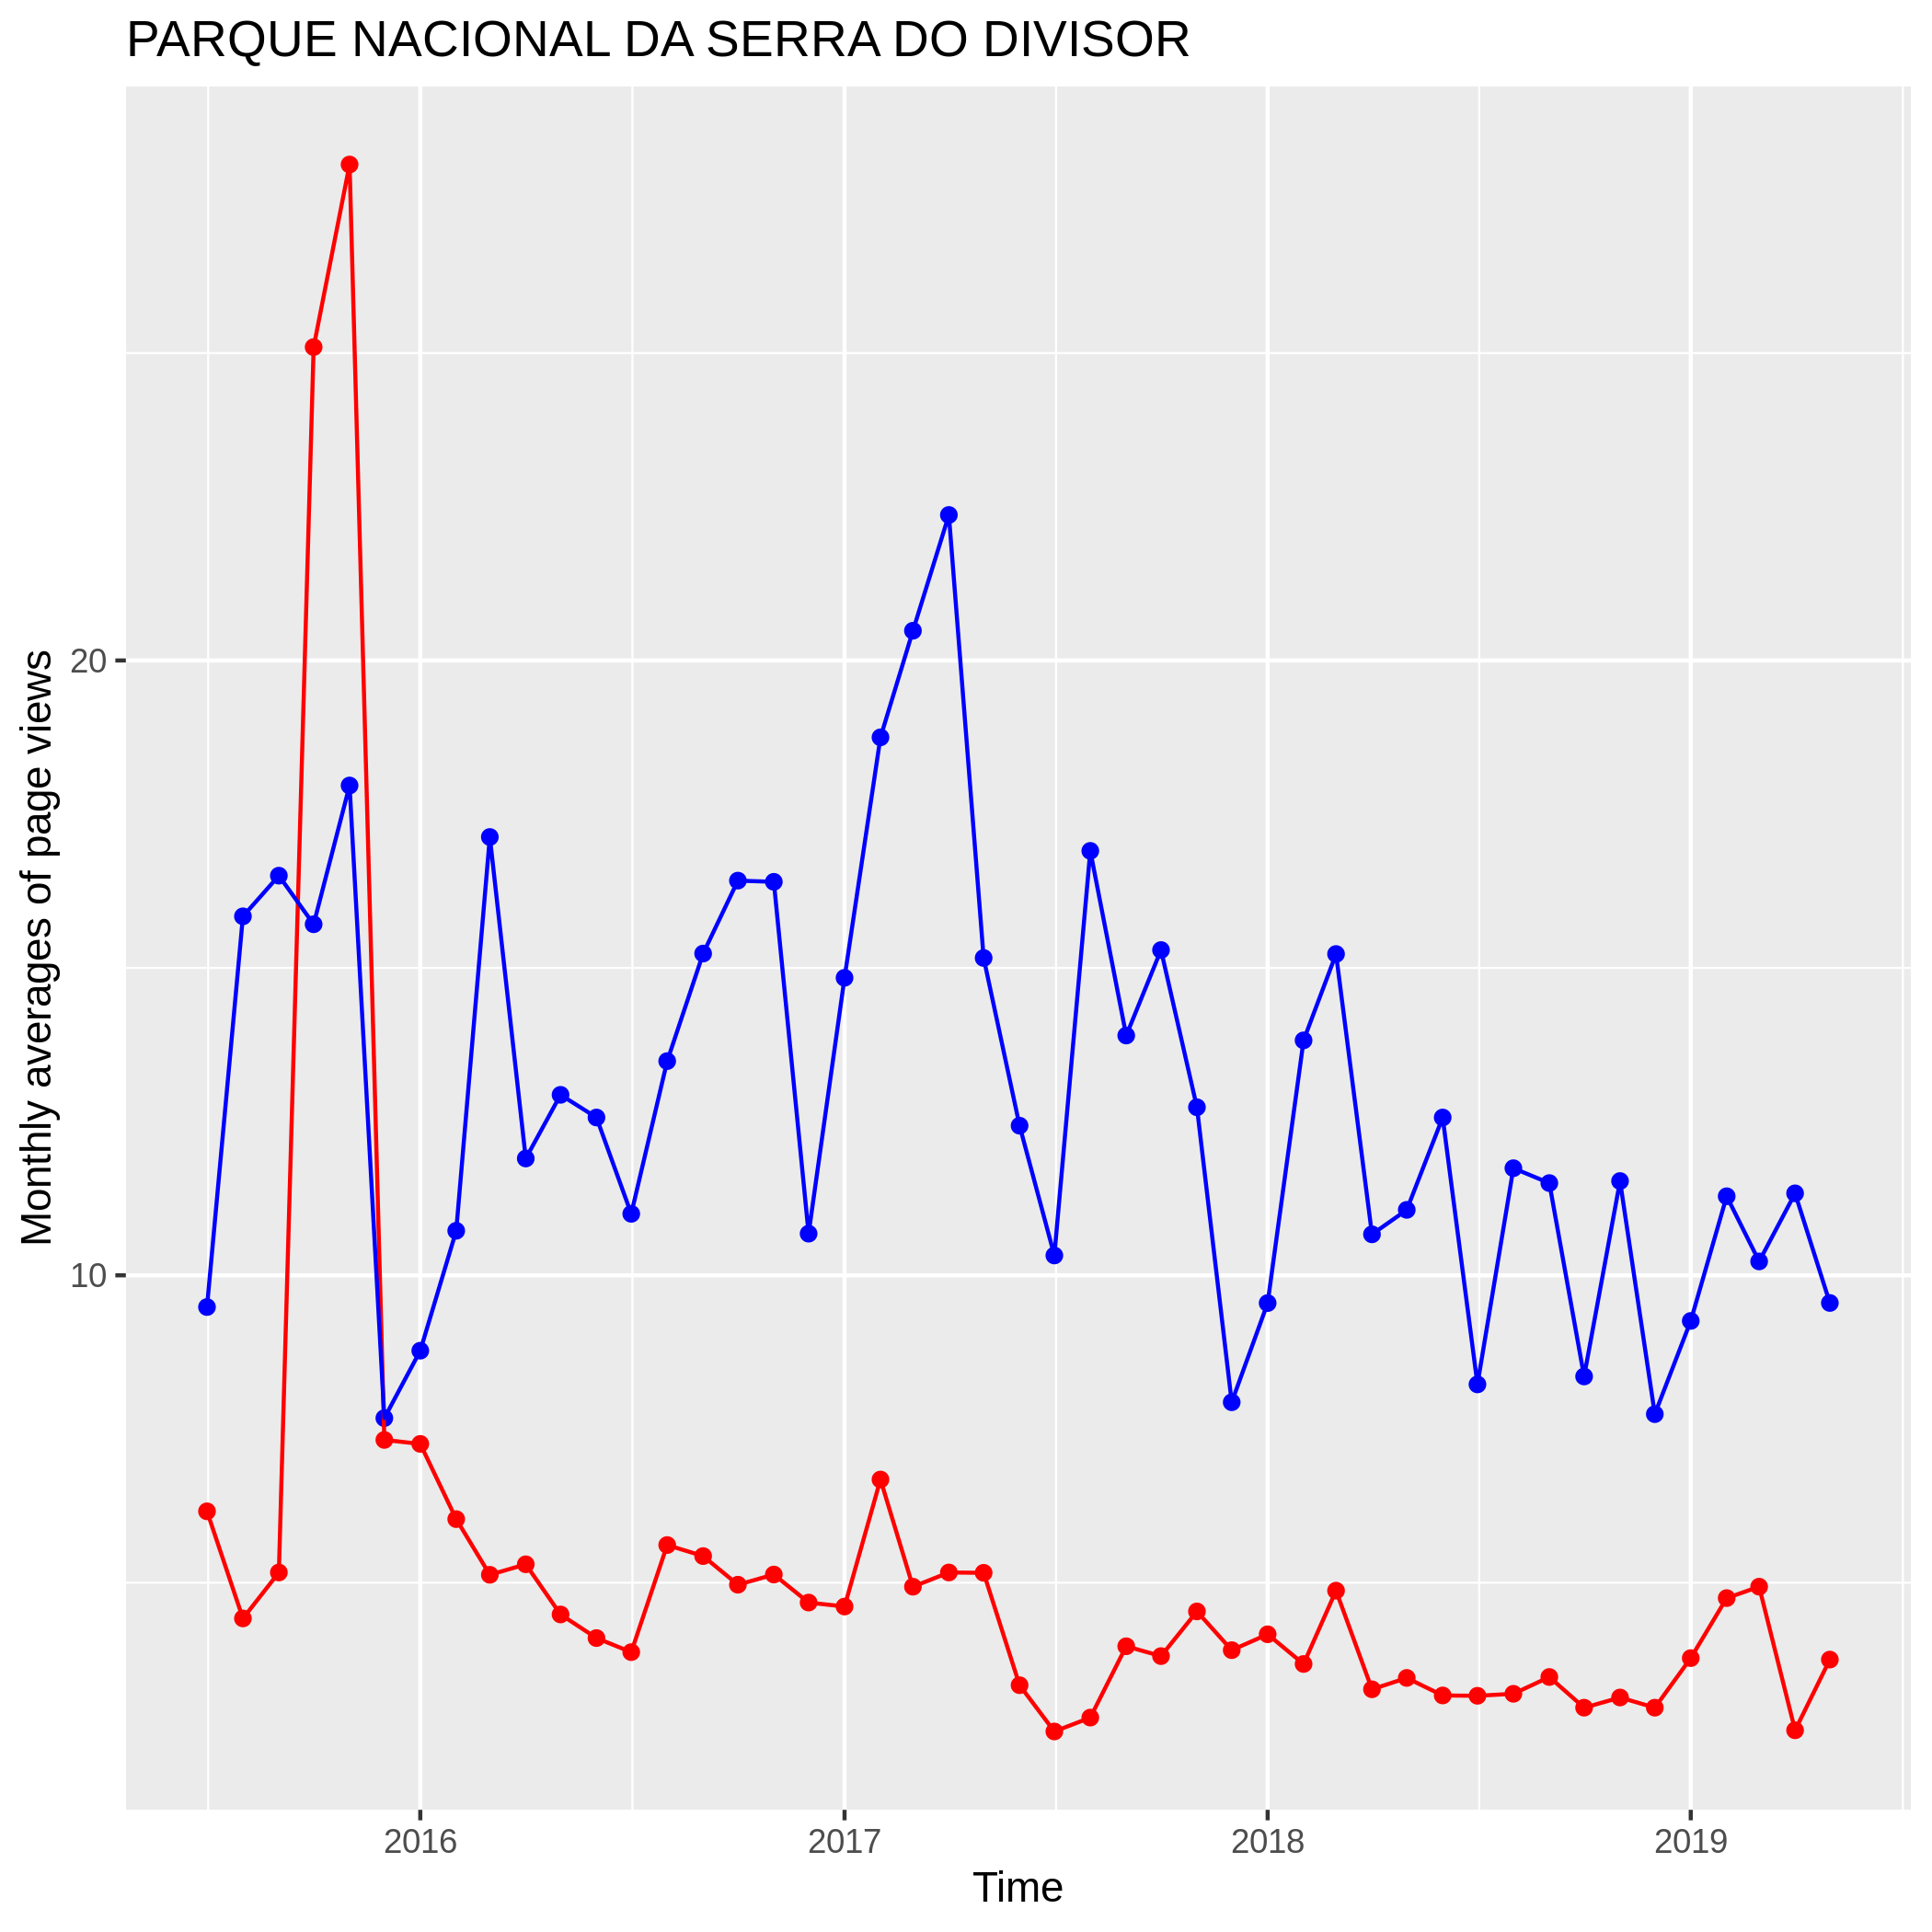 PARQUE NACIONAL DA SERRA DO DIVISOR
Monthly averages of page views
20
10
2016
2017
2018
2019
Time